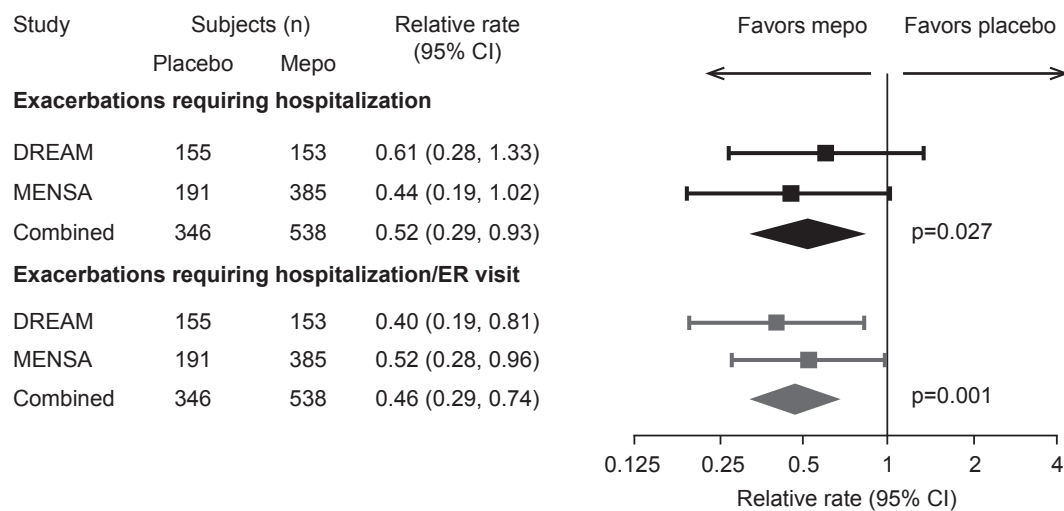 Study Subjects (n) Relative rate (95% CI) Favors mepo Favors placebo
Placebo Mepo
Exacerbations requiring hospitalization
DREAM 155 153 0.61 (0.28, 1.33)
MENSA 191 385 0.44 (0.19, 1.02)
Combined 346 538 0.52 (0.29, 0.93) p=0.027
Exacerbations requiring hospitalization/ER visit
DREAM 155 153 0.40 (0.19, 0.81)
MENSA 191 385 0.52 (0.28, 0.96)
Combined 346 538 0.46 (0.29, 0.74) p=0.001
0.125 0.25 0.5 1 2 4
Relative rate (95% CI)